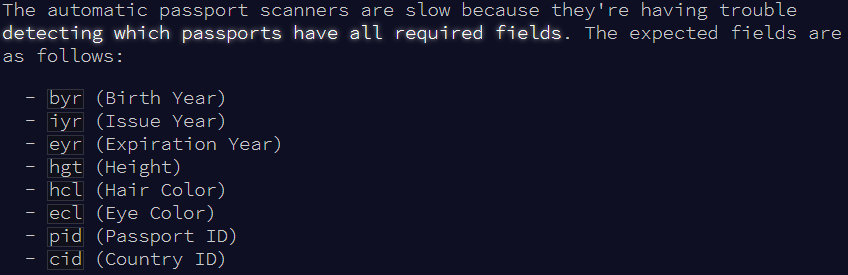 The automatic passport scanners are slow because they're having trouble
detecting which passports have all required fields. The expected fields are
as follows:
- byr (Birth Year)
- iyr (Issue Year)
- eyr (Expiration Year)
- hgt (Height)
- hcl (Hair Color)
- ecl (Eye Color)
- pid (Passport ID)
- cid (Country ID)